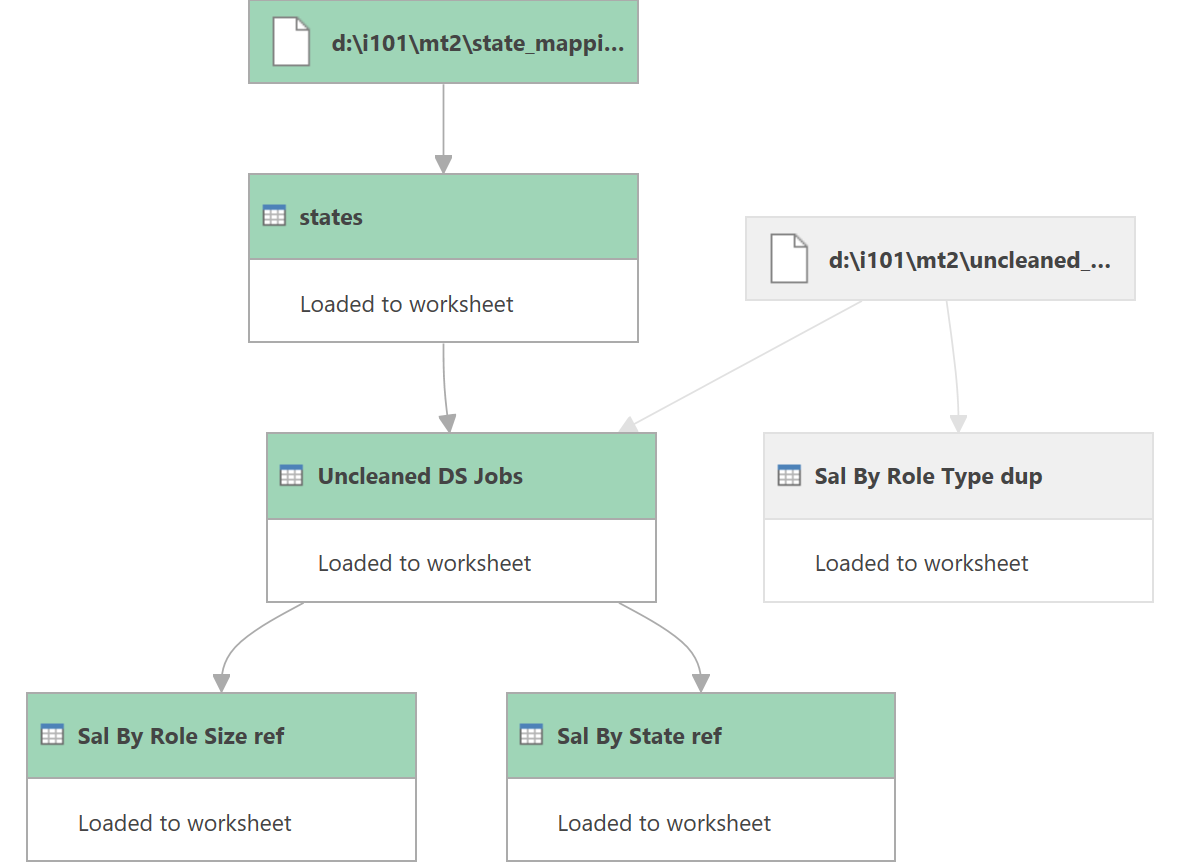 d:\i101\mt2\state_mappi...
states
Loaded to worksheet
d:\i101\mt2\uncleaned_...
Uncleaned DS Jobs
Loaded to worksheet
Sal By Role Type dup
Loaded to worksheet
Sal By Role Size ref
Loaded to worksheet
Sal By State ref
Loaded to worksheet